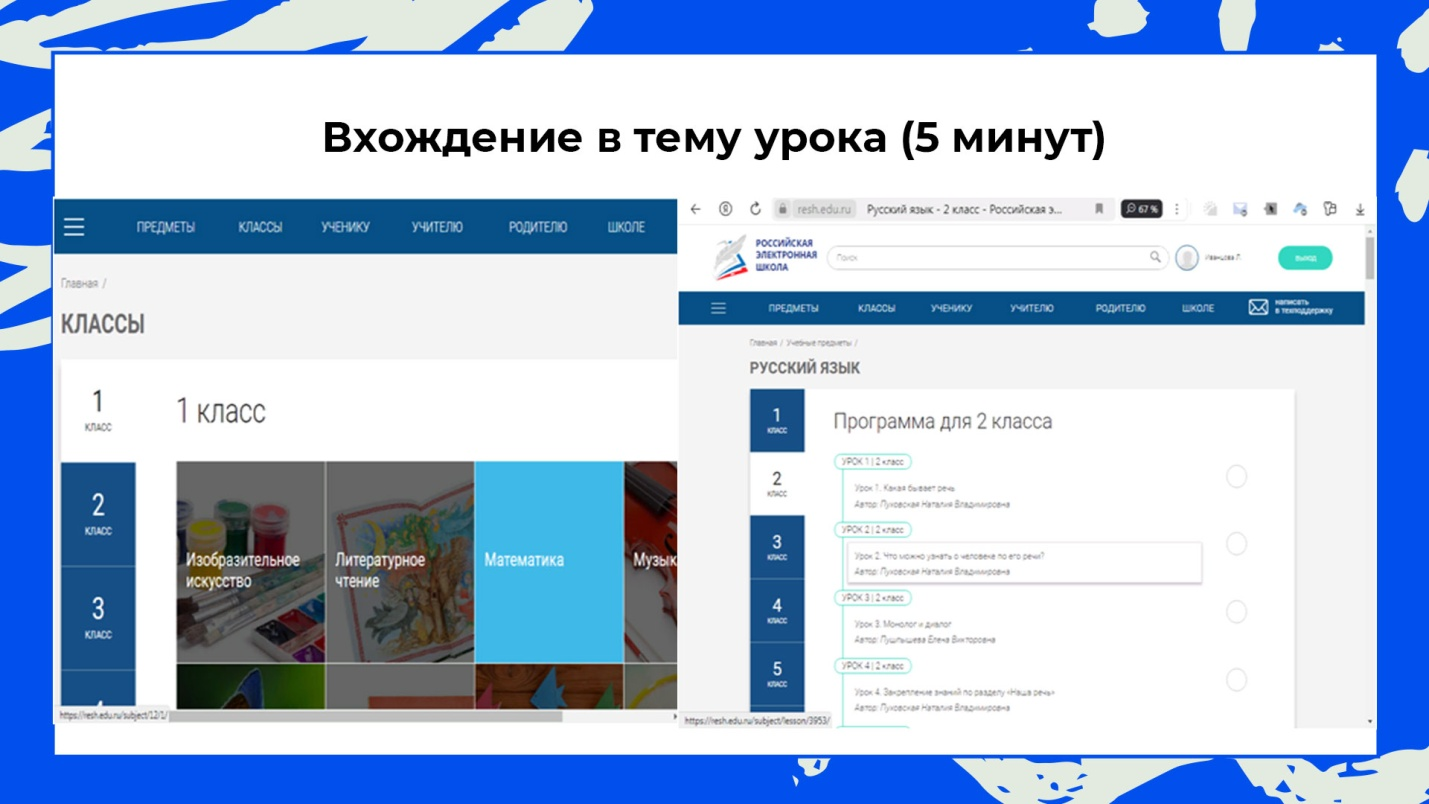 Вхождение в тему урока (5 минут)
ПРЕДМЕТЫ КЛАССЫ УЧЕНИКУ УЧИТЕЛЮ РОДИТЕЛЮ ШКОЛЕ
Главная /
КЛАССЫ
1
КЛАСС
1 класс
2
КЛАСС
3
КЛАСС
Изобразительное
искусство
Литературное
чтение
Математика
Музык
https://resh.edu.ru/subject/12/1/
resh.edu.ru Русский язык - 2 класс - Российская э... 67 %
РОССИЙСКАЯ
ЭЛЕКТРОННАЯ
ШКОЛА
Поиск
ВЫХОД
ПРЕДМЕТЫ КЛАССЫ УЧЕНИКУ УЧИТЕЛЮ РОДИТЕЛЮ ШКОЛЕ
написать
в техподдержку
Главная / Учебные предметы /
РУССКИЙ ЯЗЫК
1
КЛАСС
2
КЛАСС
3
КЛАСС
4
КЛАСС
5
КЛАСС
Программа для 2 класса
УРОК 1 | 2 класс
Урок 1. Какая бывает речь
Автор: Пуховская Наталия Владимировна
УРОК 2 | 2 класс
Урок 2. Что можно узнать о человеке по его речи?
Автор: Пуховская Наталия Владимировна
УРОК 3 | 2 класс
Урок 3. Монолог и диалог
Автор: Пушпышева Елена Викторовна
УРОК 4 | 2 класс
Урок 4. Закрепление знаний по разделу «Наша речь»
Автор: Пуховская Наталия Владимировна
https://resh.edu.ru/subject/lesson/3953/